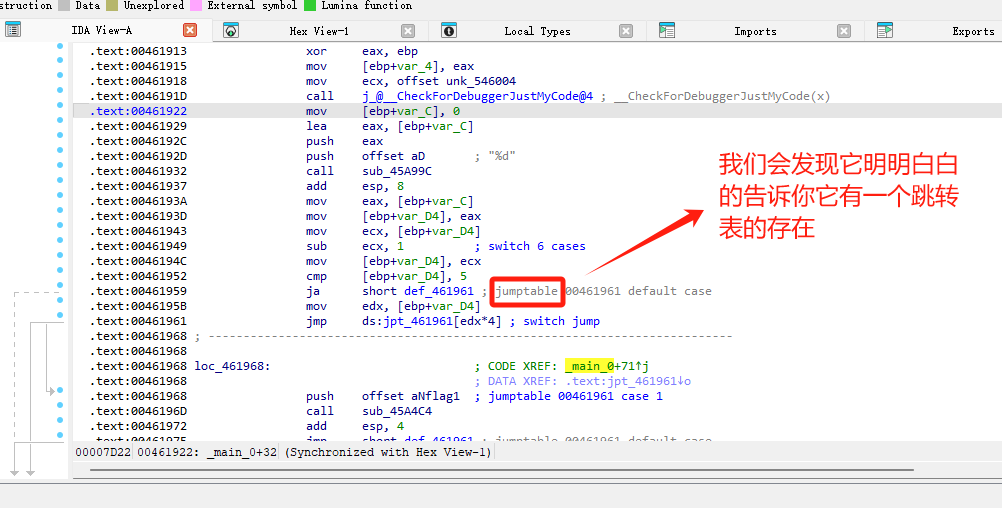 struction Data Unexplored External symbol Lumina function
IDA View-A Hex View-1 Local Types Imports Exports
.text:00461913 xor eax, ebp
.text:00461915 mov [ebp+var_4], eax
.text:00461918 mov ecx, offset unk_546004
.text:0046191D call j_@__CheckForDebuggerJustMyCode@4 ; __CheckForDebuggerJustMyCode(x)
.text:00461922 mov [ebp+var_C], 0
.text:00461929 lea eax, [ebp+var_C]
.text:0046192C push eax
.text:0046192D push offset aD ; "%d"
.text:00461932 call sub_45A99C
.text:00461937 add esp, 8
.text:0046193A mov eax, [ebp+var_C]
.text:0046193D mov [ebp+var_D4], eax
.text:00461943 mov ecx, [ebp+var_D4]
.text:00461949 sub ecx, 1 ; switch 6 cases
.text:0046194C mov [ebp+var_D4], ecx
.text:00461952 cmp [ebp+var_D4], 5
.text:00461959 ja short def_461961 ; jumptable 00461961 default case
.text:0046195B mov edx, [ebp+var_D4]
.text:00461961 jmp ds:jpt_461961[edx*4] ; switch jump
.text:00461968 ; ---------------------------------------------------------------------------
.text:00461968
.text:00461968 loc_461968: ; CODE XREF: _main_0+71↑j
.text:00461968 ; DATA XREF: .text:jpt_461961↓o
.text:00461968 push offset aNflag1 ; jumptable 00461961 case 1
.text:0046196D call sub_45A4C4
.text:00461972 add esp, 4
.text:00461975 jmp short def_461961 ; jumptable 00461961 default case
00007D22 00461922: _main_0+32 (Synchronized with Hex View-1)
我们会发现它明明白白
的告诉你它有一个跳转
表的存在